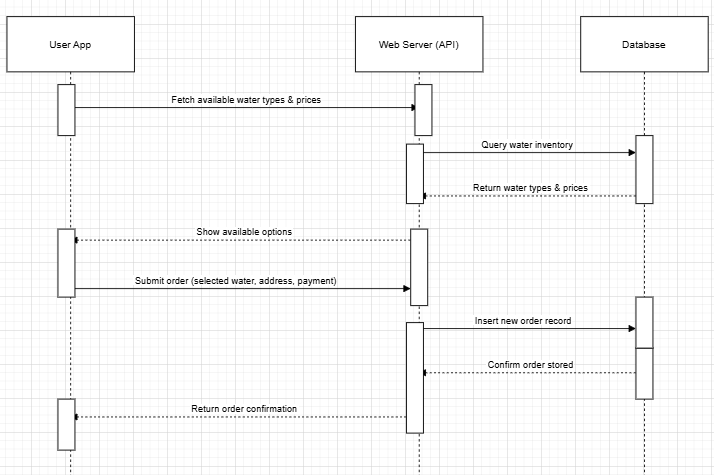 User App
Web Server (API)
Database
Fetch available water types & prices
Query water inventory
Return water types & prices
Show available options
Submit order (selected water, address, payment)
Insert new order record
Confirm order stored
Return order confirmation